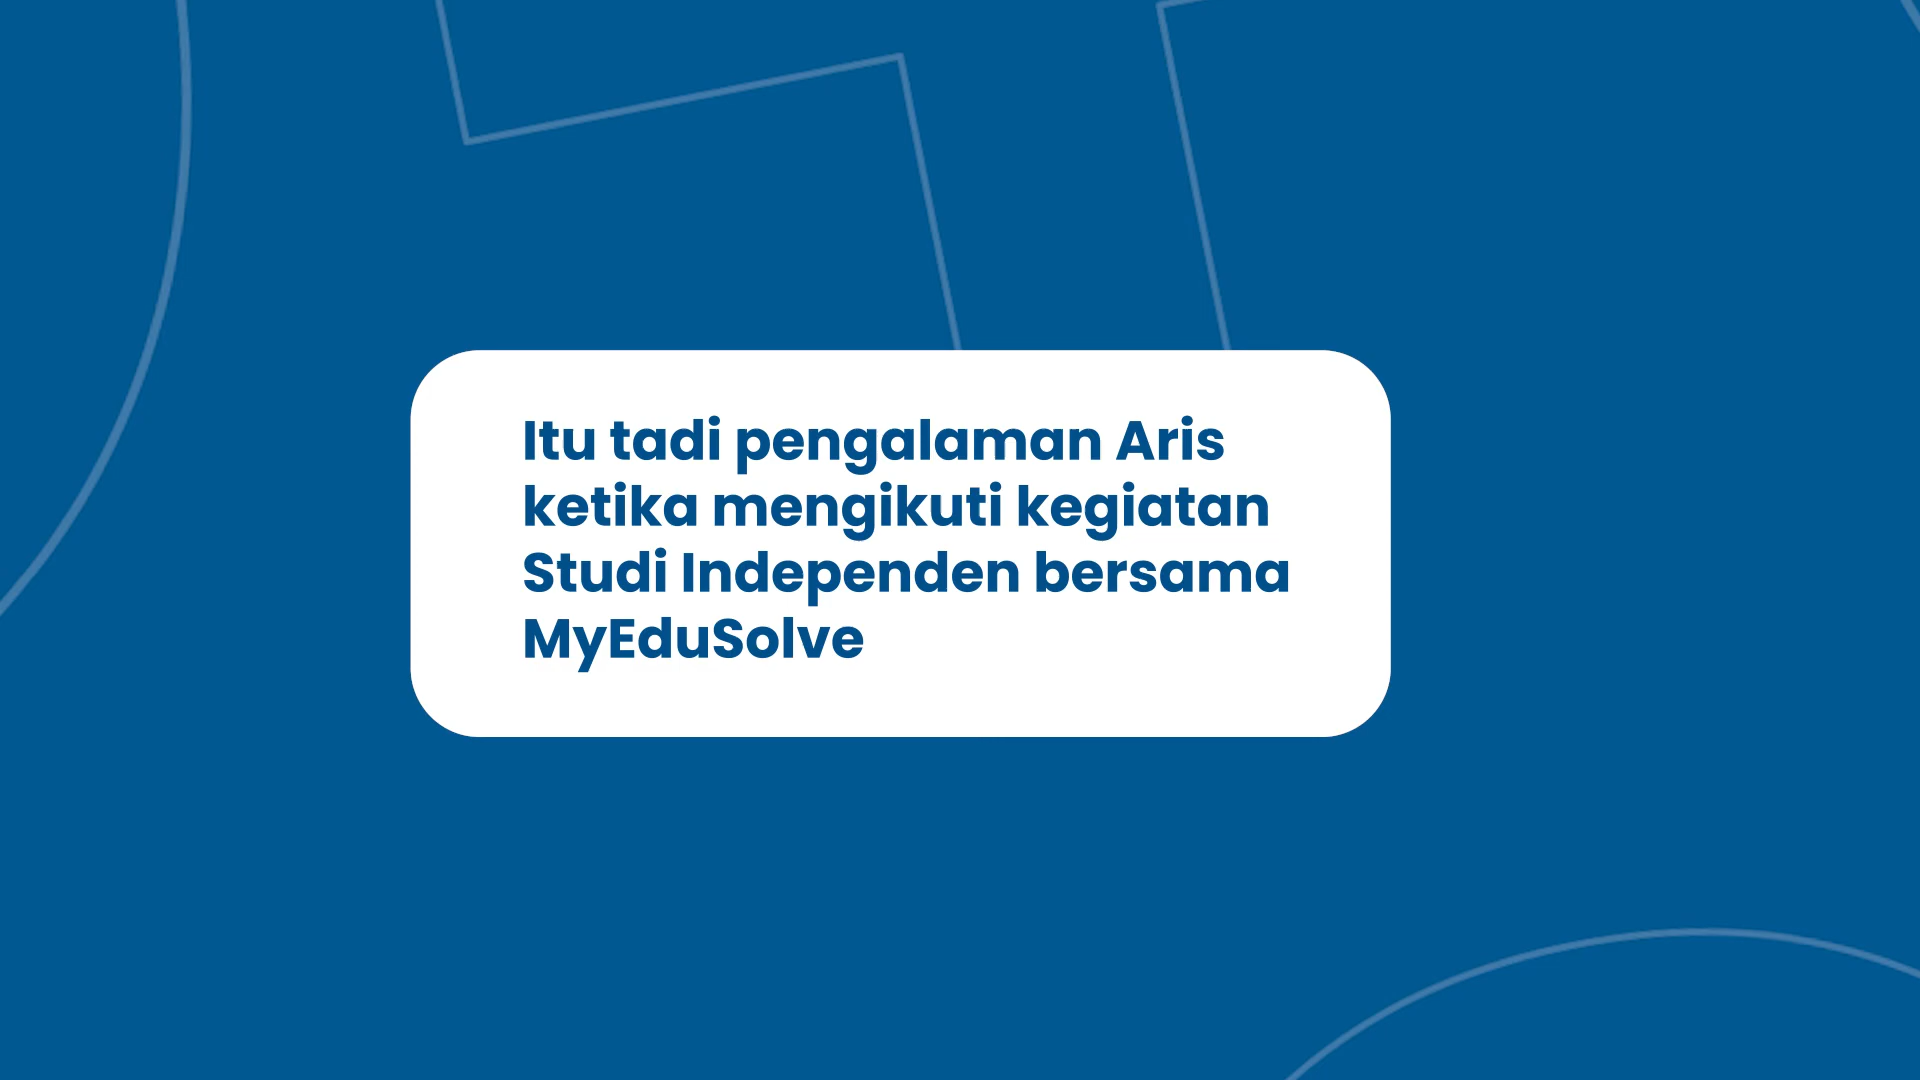 Itu tadi pengalaman Aris
ketika mengikuti kegiatan
Studi Independen bersama
MyEduSolve